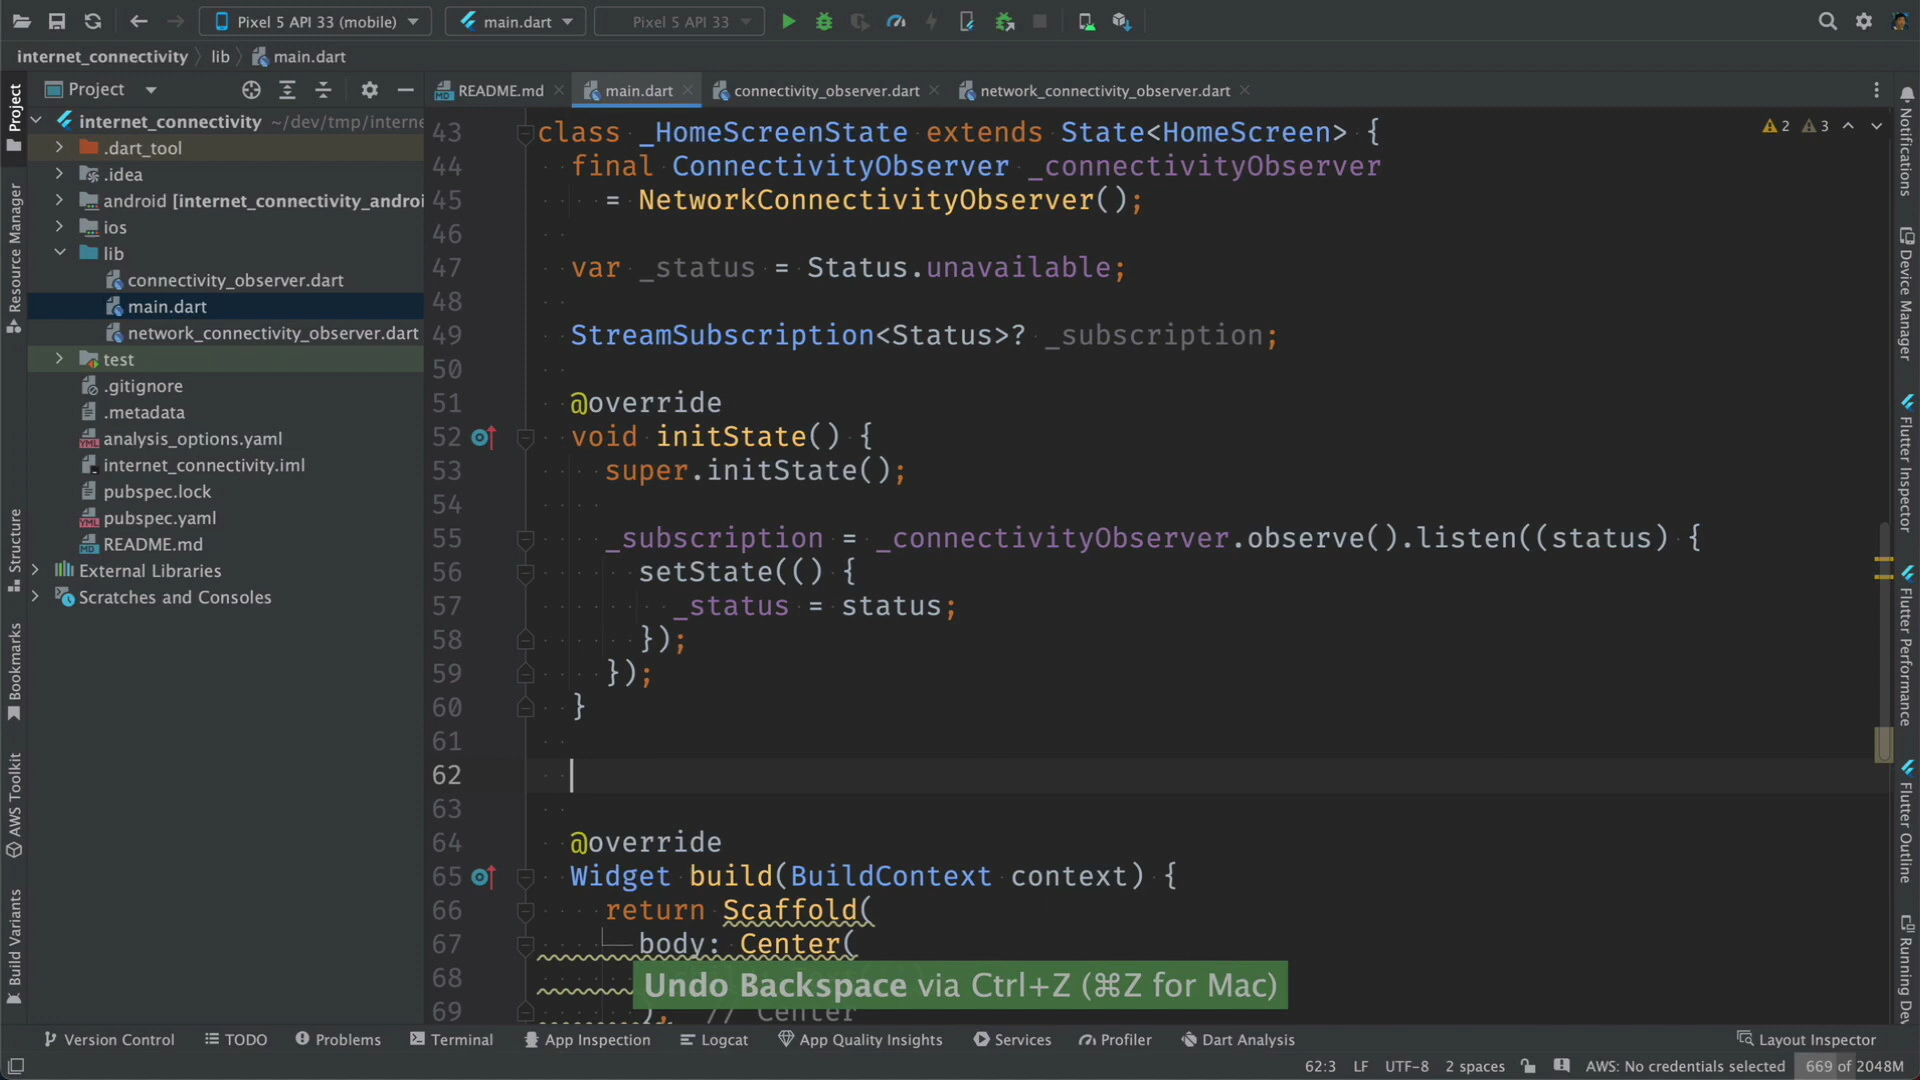 Pixel 5 API 33 (mobile)
main.dart
Pixel 5 API 33
internet_connectivity
lib
main.dart
Project
README.md
main.dart
connectivity_observer.dart
network_connectivity_observer.dart
internet_connectivity ~/dev/tmp/interne
.dart_tool
.idea
android [internet_connectivity_androi
ios
lib
connectivity_observer.dart
main.dart
network_connectivity_observer.dart
test
.gitignore
.metadata
analysis_options.yaml
internet_connectivity.iml
pubspec.lock
pubspec.yaml
README.md
External Libraries
Scratches and Consoles
Project
Resource Manager
Structure
Bookmarks
AWS Toolkit
Build Variants
2 3
43 class _HomeScreenState extends State<HomeScreen> {
44 final ConnectivityObserver _connectivityObserver
45 = NetworkConnectivityObserver();
46
47 var _status = Status.unavailable;
48
49 StreamSubscription<Status>? _subscription;
50
51 @override
52 void initState() {
53 super.initState();
54
55 _subscription = _connectivityObserver.observe().listen((status) {
56 setState(() {
57 _status = status;
58 });
59 });
60 }
61
62
63
64 @override
65 Widget build(BuildContext context) {
66 return Scaffold(
67 body: Center(
68
69 ), // Center
Undo Backspace via Ctrl+Z (⌘Z for Mac)
Notifications
Device Manager
Flutter Inspector
Flutter Performance
Flutter Outline
Running Dev
Version Control
TODO
Problems
Terminal
App Inspection
Logcat
App Quality Insights
Services
Profiler
Dart Analysis
Layout Inspector
62:3 LF UTF-8 2 spaces AWS: No credentials selected 669 of 2048M